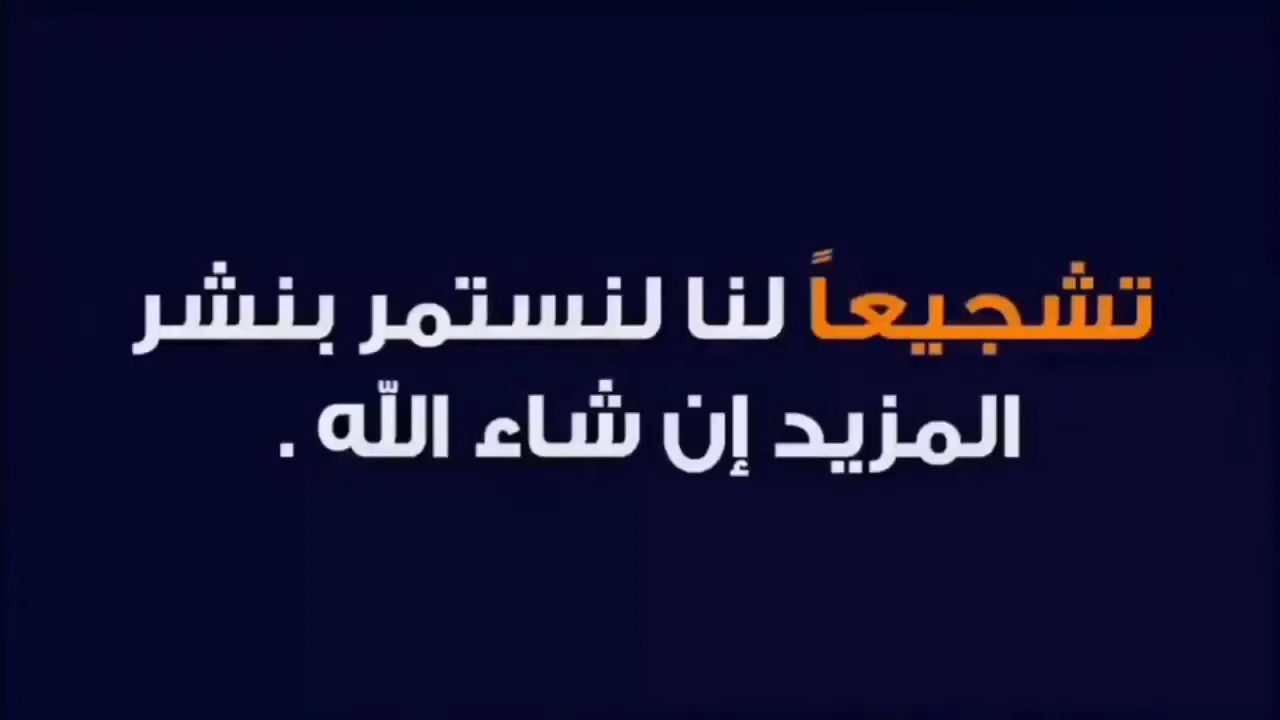 تشجيعاً لنا لنستمر بنشر
المزيد إن شاء الله .